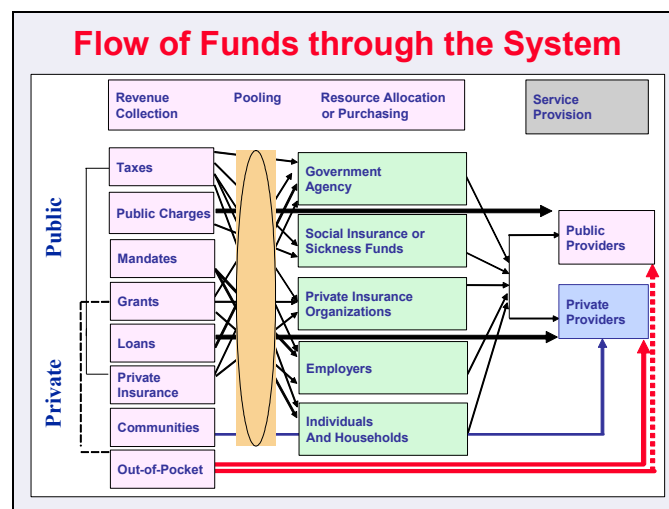 Flow of Funds through the System
Revenue
Collection
Pooling
Resource Allocation
or Purchasing
Service
Provision
Public
Private
Taxes
Public Charges
Mandates
Grants
Loans
Private
Insurance
Communities
Out-of-Pocket
Government
Agency
Social Insurance or
Sickness Funds
Private Insurance
Organizations
Employers
Individuals
And Households
Public
Providers
Private
Providers